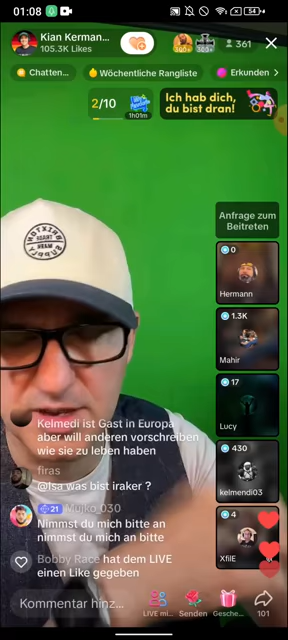 01:08
54
Kian Kerman...
105.3K Likes
300+
300+
361
Chatten...
Wöchentliche Rangliste
Erkunden
2/10
1h01m
Ich hab dich,
du bist dran!
Anfrage zum
Beitreten
0
Hermann
1.3K
Mahir
17
Lucy
430
kelmendi03
4
XfilE
Kelmedi ist Gast in Europa
aber will anderen vorschreiben
wie sie zu leben haben
firas
@Isa was bist iraker ?
21 Mujko_030
Nimmst du mich bitte an
nimmst du mich an bitte
Bobby Race hat dem LIVE
einen Like gegeben
Kommentar hinz...
LIVE mi...
Senden
Gesche...
101